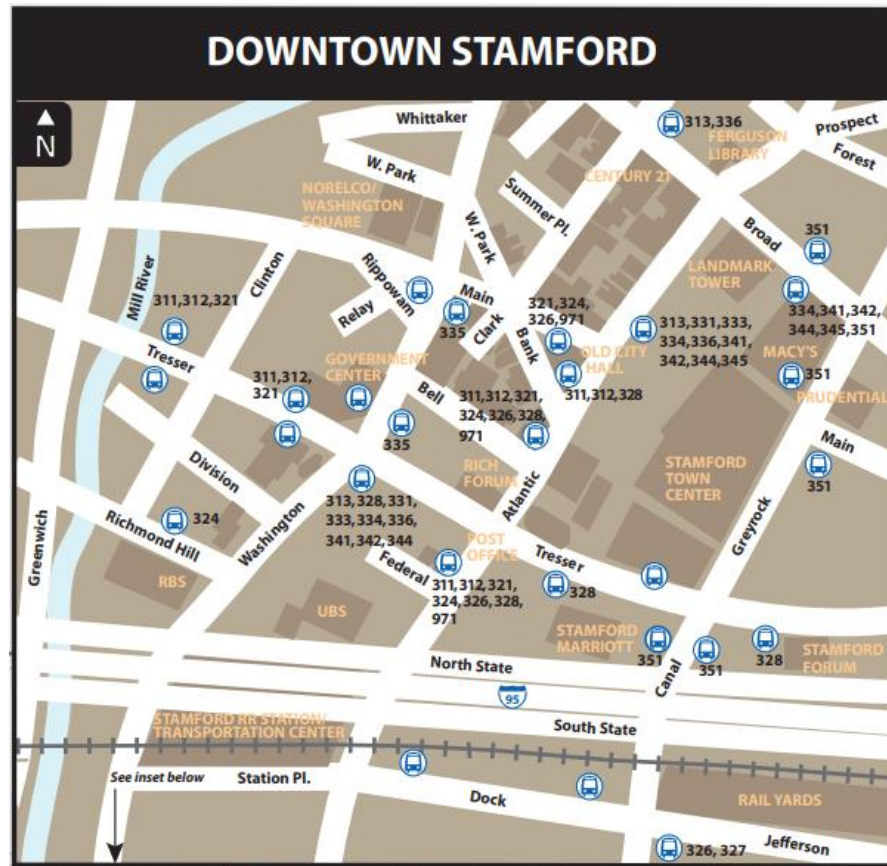 DOWNTOWN STAMFORD
N
Whittaker
313,336
FERGUSON
LIBRARY
Prospect
Forest
W. Park
CENTURY 21
NORELCO/
WASHINGTON
SQUARE
Summer Pl.
W. Park
Broad
351
Mill River
Clinton
Rippowam
LANDMARK
TOWER
311,312,321
Relay
Main
335
Clark
Bank
321,324,
326,971
OLD CITY
HALL
313,331,333,
334,336,341,
342,344,345
334,341,342,
344,345,351
MACY'S
351
PRUDENTIAL
Tresser
GOVERNMENT
CENTER
311,312,
321
Bell
311,312,321,
324,326,328,
971
311,312,328
335
Main
351
Division
RICH
FORUM
STAMFORD
TOWN
CENTER
Greenwich
Richmond Hill
324
Washington
313,328,331,
333,334,336,
341,342,344
Atlantic
Greyrock
POST
OFFICE
Tresser
RBS
Federal
311,312,321,
324,326,328,
971
328
UBS
STAMFORD
MARRIOTT
351
Canal
351
328
STAMFORD
FORUM
North State
95
South State
STAMFORD RR STATION/
TRANSPORTATION CENTER
See inset below
Station Pl.
Dock
RAIL YARDS
Jefferson
326, 327